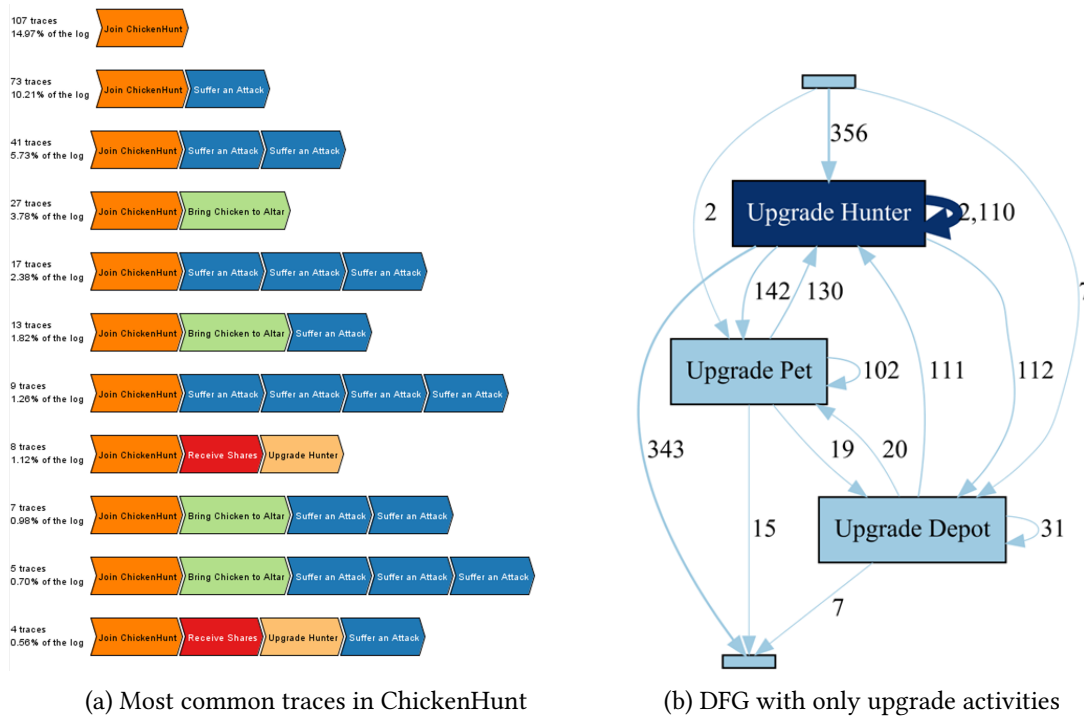 107 traces
14.97% of the log
Join ChickenHunt
73 traces
10.21% of the log
Join ChickenHunt Suffer an Attack
41 traces
5.73% of the log
Join ChickenHunt Suffer an Attack Suffer an Attack
27 traces
3.78% of the log
Join ChickenHunt Bring Chicken to Altar
17 traces
2.38% of the log
Join ChickenHunt Suffer an Attack Suffer an Attack Suffer an Attack
13 traces
1.82% of the log
Join ChickenHunt Bring Chicken to Altar Suffer an Attack
9 traces
1.26% of the log
Join ChickenHunt Suffer an Attack Suffer an Attack Suffer an Attack Suffer an Attack
8 traces
1.12% of the log
Join ChickenHunt Receive Shares Upgrade Hunter
7 traces
0.98% of the log
Join ChickenHunt Bring Chicken to Altar Suffer an Attack Suffer an Attack
5 traces
0.70% of the log
Join ChickenHunt Bring Chicken to Altar Suffer an Attack Suffer an Attack Suffer an Attack
4 traces
0.56% of the log
Join ChickenHunt Receive Shares Upgrade Hunter Suffer an Attack
(a) Most common traces in ChickenHunt
356
2
Upgrade Hunter
2,110
7
142
130
Upgrade Pet
102
111
112
343
19
20
15
Upgrade Depot
31
7
(b) DFG with only upgrade activities